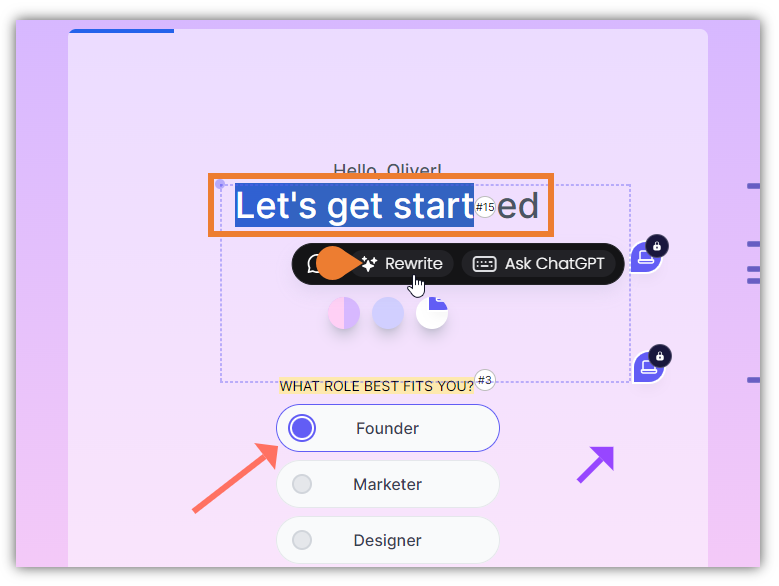 Hello, Oliver!
Let's get started
#15
Rewrite Ask ChatGPT
WHAT ROLE BEST FITS YOU?
#3
Founder
Marketer
Designer